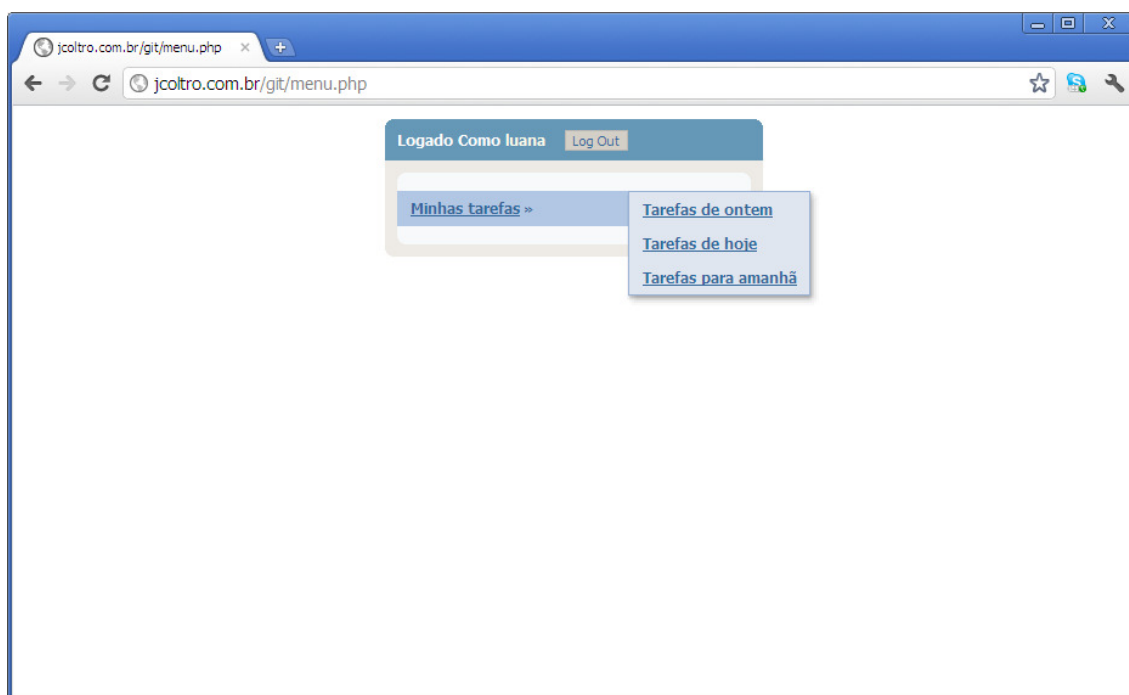 jcoltro.com.br/git/menu.php
jcoltro.com.br/git/menu.php
Logado Como luana Log Out
Minhas tarefas »
Tarefas de ontem
Tarefas de hoje
Tarefas para amanhã